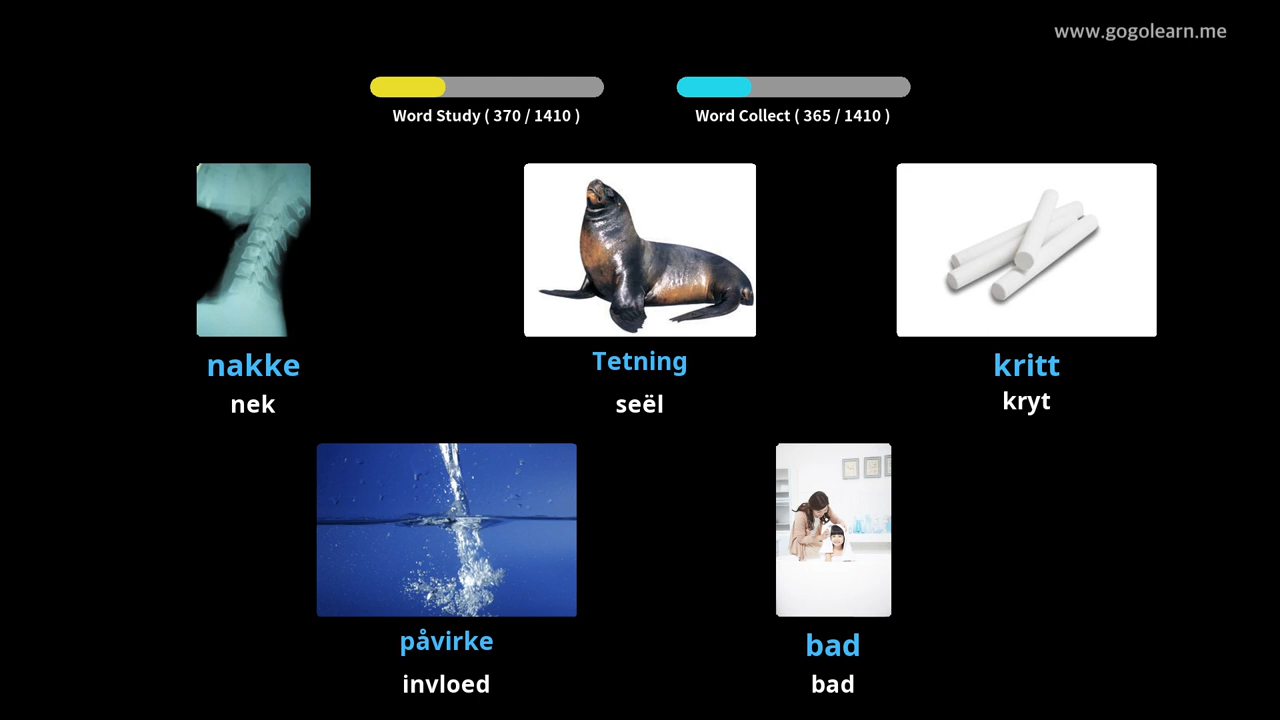 www.gogolearn.me
Word Study ( 370 / 1410 )
Word Collect ( 365 / 1410 )
nakke
Tetning
kritt
nek
seël
kryt
påvirke
bad
invloed
bad